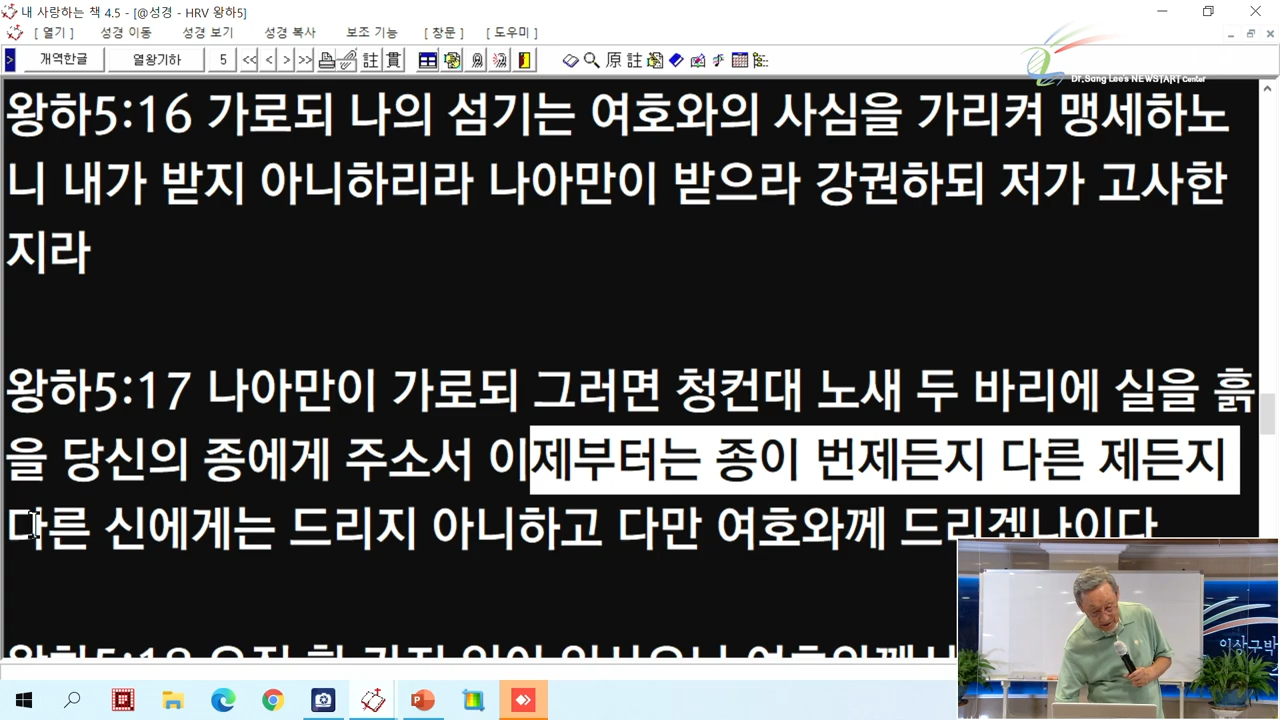 내 사랑하는 책 4.5 - [@성경 - HRV 왕하5]
[ 열기 ] 성경 이동 성경 보기 성경 복사 보조 기능 [ 창문 ] [ 도우미 ]
개역한글 열왕기하 5 << < > >> 註 貫 原 註
Dr.Sang Lee's NEWSTART Center
왕하5:16 가로되 나의 섬기는 여호와의 사심을 가리켜 맹세하노
니 내가 받지 아니하리라 나아만이 받으라 강권하되 저가 고사한
지라
왕하5:17 나아만이 가로되 그러면 청컨대 노새 두 바리에 실을 흙
을 당신의 종에게 주소서 이제부터는 종이 번제든지 다른 제든지
다른 신에게는 드리지 아니하고 다만 여호와께 드리겠나이다
이상구박